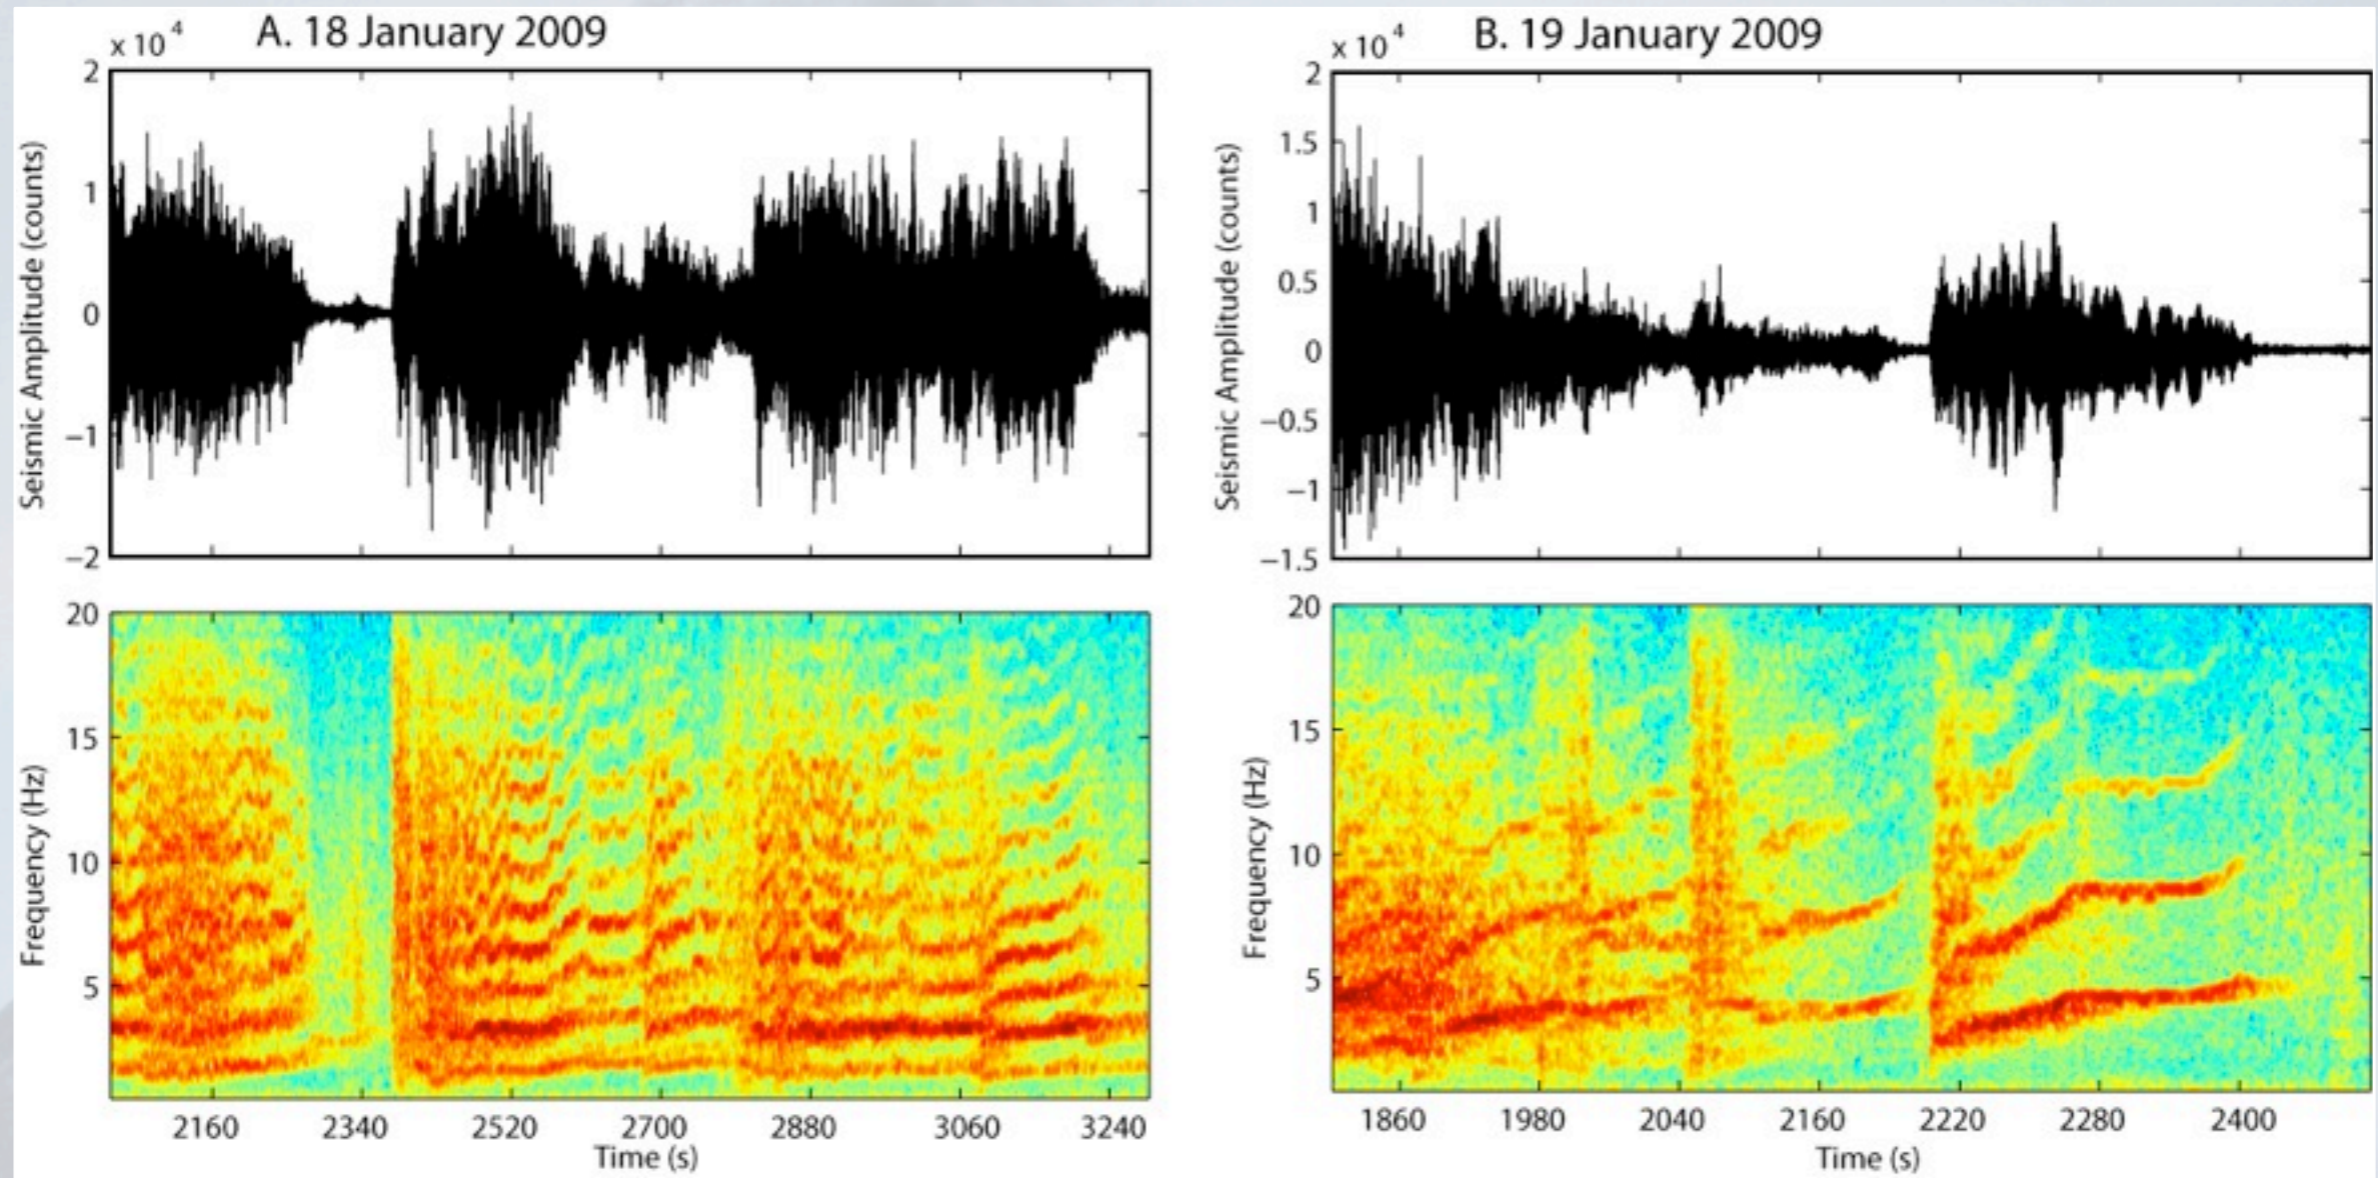 A. 18 January 2009
x 10 4
2
1
0
−1
−2
Seismic Amplitude (counts)
20
15
10
5
Frequency (Hz)
2160 2340 2520 2700 2880 3060 3240
Time (s)
B. 19 January 2009
x 10 4
2
1.5
1
0.5
0
−0.5
−1
−1.5
Seismic Amplitude (counts)
20
15
10
5
Frequency (Hz)
1860 1980 2040 2160 2220 2280 2400
Time (s)